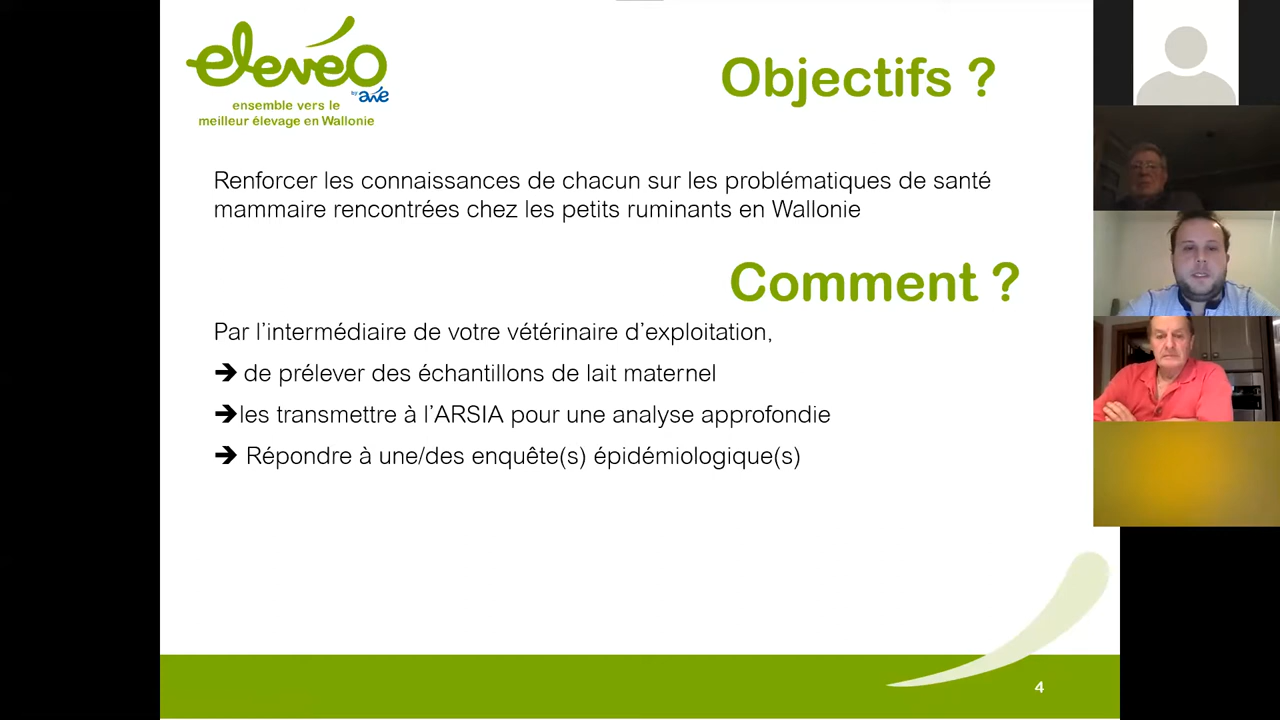 elevéo
by awe
ensemble vers le
meilleur élevage en Wallonie
Objectifs ?
Renforcer les connaissances de chacun sur les problématiques de santé
mammaire rencontrées chez les petits ruminants en Wallonie
Comment ?
Par l’intermédiaire de votre vétérinaire d’exploitation,
➔ de prélever des échantillons de lait maternel
➔les transmettre à l’ARSIA pour une analyse approfondie
➔ Répondre à une/des enquête(s) épidémiologique(s)
4